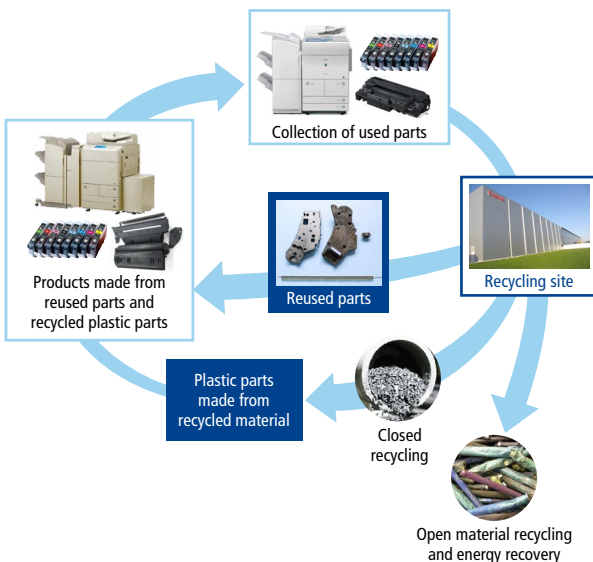 Collection of used parts
Products made from
reused parts and
recycled plastic parts
Reused parts
Recycling site
Plastic parts
made from
recycled material
Closed
recycling
Open material recycling
and energy recovery